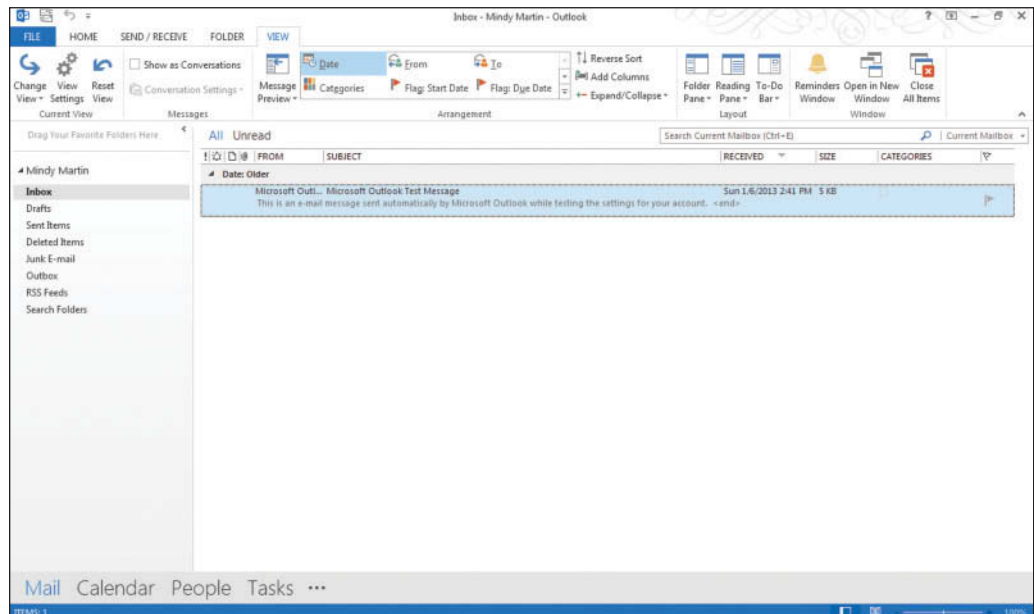 Inbox - Mindy Martin - Outlook
FILE HOME SEND / RECEIVE FOLDER VIEW
Change View View Settings Reset View
Current View
Show as Conversations
Conversation Settings
Messages
Message Preview
Date From To
Categories Flag: Start Date Flag: Due Date
Reverse Sort
Add Columns
Expand/Collapse
Arrangement
Folder Pane Reading Pane To-Do Bar
Layout
Reminders Window Open in New Window Close All Items
Window
Drag Your Favorite Folders Here
All Unread
Search Current Mailbox (Ctrl+E) Current Mailbox
FROM SUBJECT RECEIVED SIZE CATEGORIES
Date: Older
Microsoft Outl... Microsoft Outlook Test Message Sun 1/6/2013 2:41 PM 5 KB
This is an e-mail message sent automatically by Microsoft Outlook while testing the settings for your account. <end>
Mindy Martin
Inbox
Drafts
Sent Items
Deleted Items
Junk E-mail
Outbox
RSS Feeds
Search Folders
Mail Calendar People Tasks ...
ITEMS: 1 100%